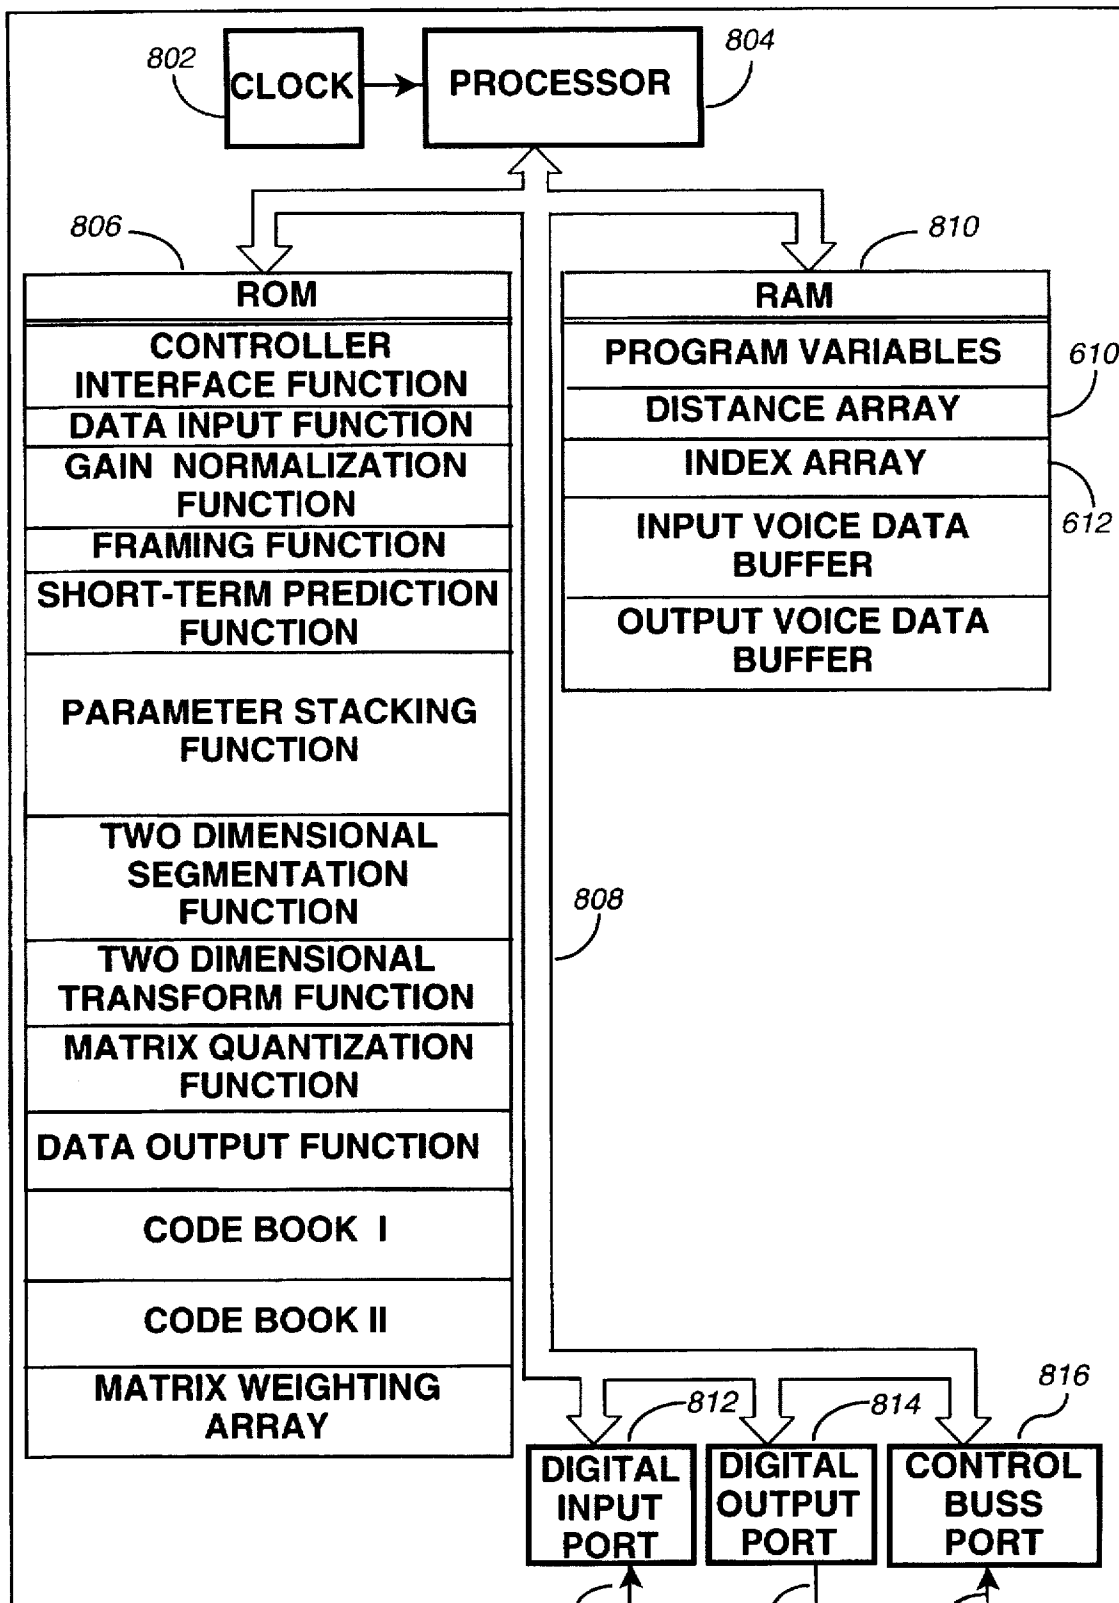 802
CLOCK
PROCESSOR
804
806
ROM
CONTROLLER
INTERFACE FUNCTION
DATA INPUT FUNCTION
GAIN NORMALIZATION
FUNCTION
FRAMING FUNCTION
SHORT-TERM PREDICTION
FUNCTION
PARAMETER STACKING
FUNCTION
TWO DIMENSIONAL
SEGMENTATION
FUNCTION
TWO DIMENSIONAL
TRANSFORM FUNCTION
MATRIX QUANTIZATION
FUNCTION
DATA OUTPUT FUNCTION
CODE BOOK I
CODE BOOK II
MATRIX WEIGHTING
ARRAY
810
RAM
PROGRAM VARIABLES
DISTANCE ARRAY
610
INDEX ARRAY
612
INPUT VOICE DATA
BUFFER
OUTPUT VOICE DATA
BUFFER
808
812
DIGITAL
INPUT
PORT
814
DIGITAL
OUTPUT
PORT
816
CONTROL
BUSS
PORT